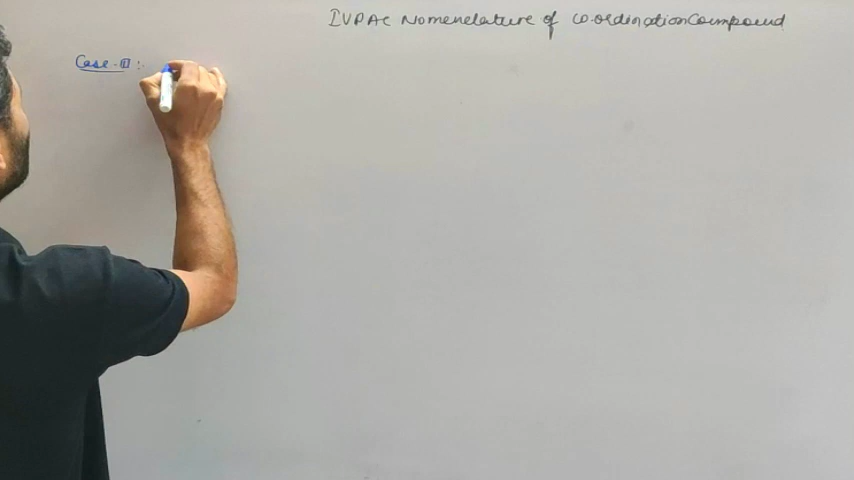 IUPAC Nomenclature of Co-ordination Compound
Case-II :-